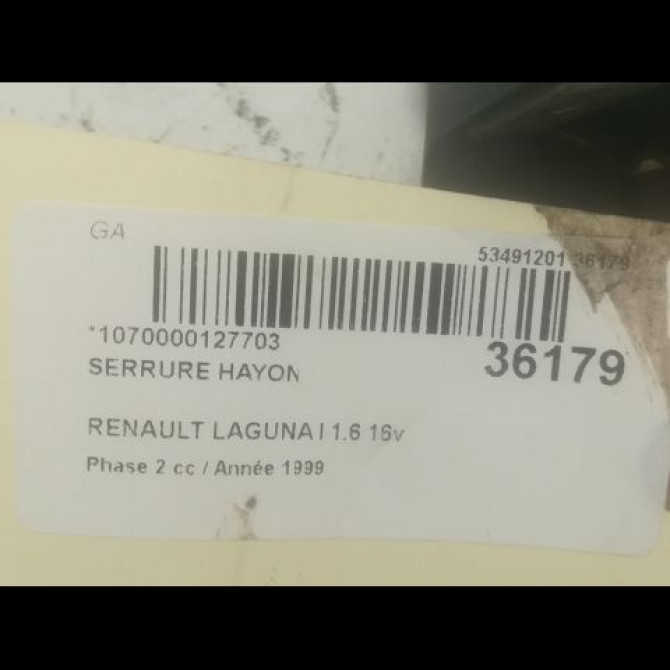 GA
53491201 36179
*1070000127703
36179
SERRURE HAYON
RENAULT LAGUNA I 1.6 16v
Phase 2 cc / Année 1999